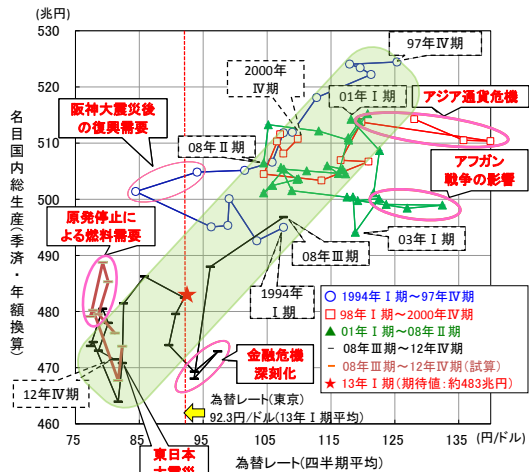 (兆円)
530
520
510
500
490
480
470
460
名目国内総生産(季済・年額換算)
75
85
95
105
115
125
135
(円/ドル)
為替レート(四半期平均)
97年Ⅳ期
2000年
Ⅳ期
01年Ⅰ期
アジア通貨危機
阪神大震災後
の復興需要
08年Ⅱ期
アフガン
戦争の影響
原発停止に
よる燃料需要
03年Ⅰ期
08年Ⅲ期
1994年
Ⅰ期
金融危機
深刻化
12年Ⅳ期
東日本
大震災
為替レート(東京)
92.3円/ドル(13年Ⅰ期平均)
1994年Ⅰ期~97年Ⅳ期
98年Ⅰ期~2000年Ⅳ期
01年Ⅰ期~08年Ⅱ期
08年Ⅲ期~12年Ⅳ期
08年Ⅲ期~12年Ⅳ期(試算)
13年Ⅰ期(期待値:約483兆円)